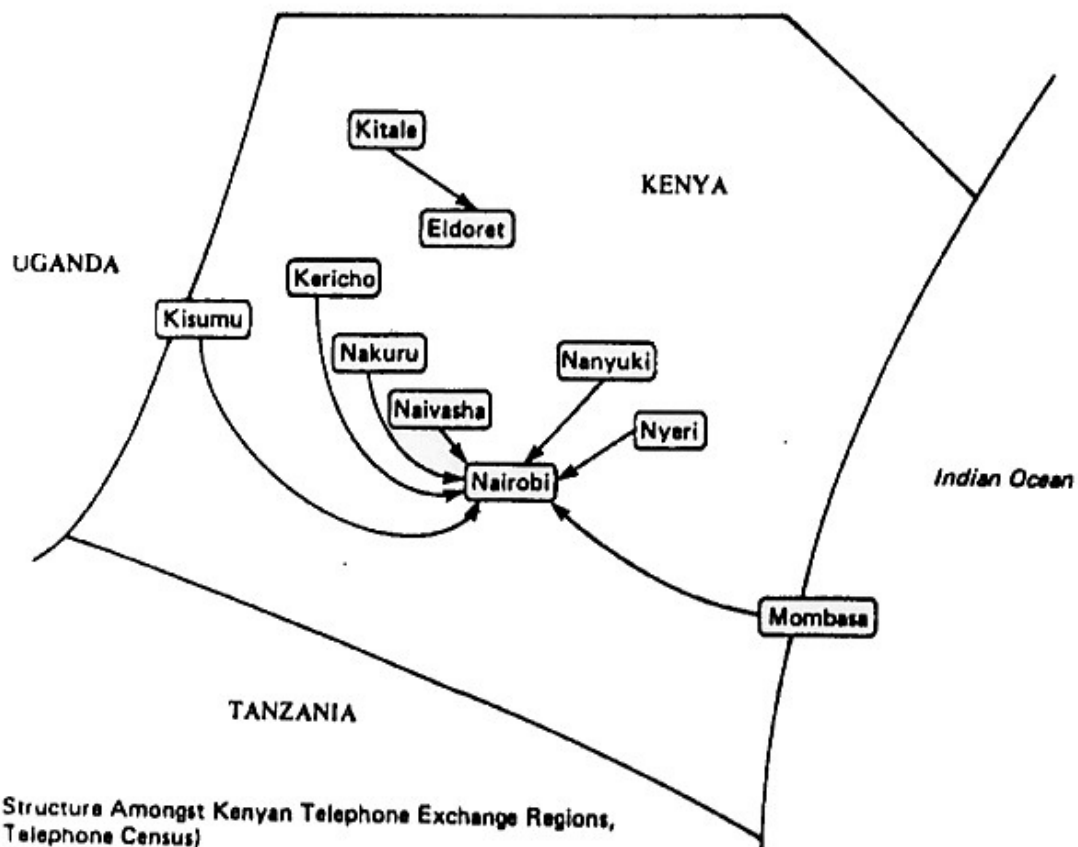 Kitale
KENYA
Eldoret
UGANDA
Kericho
Kisumu
Nakuru
Nanyuki
Naivasha
Nyeri
Nairobi
Indian Ocean
Mombasa
TANZANIA
Structure Amongst Kenyan Telephone Exchange Regions,
Telephone Census)